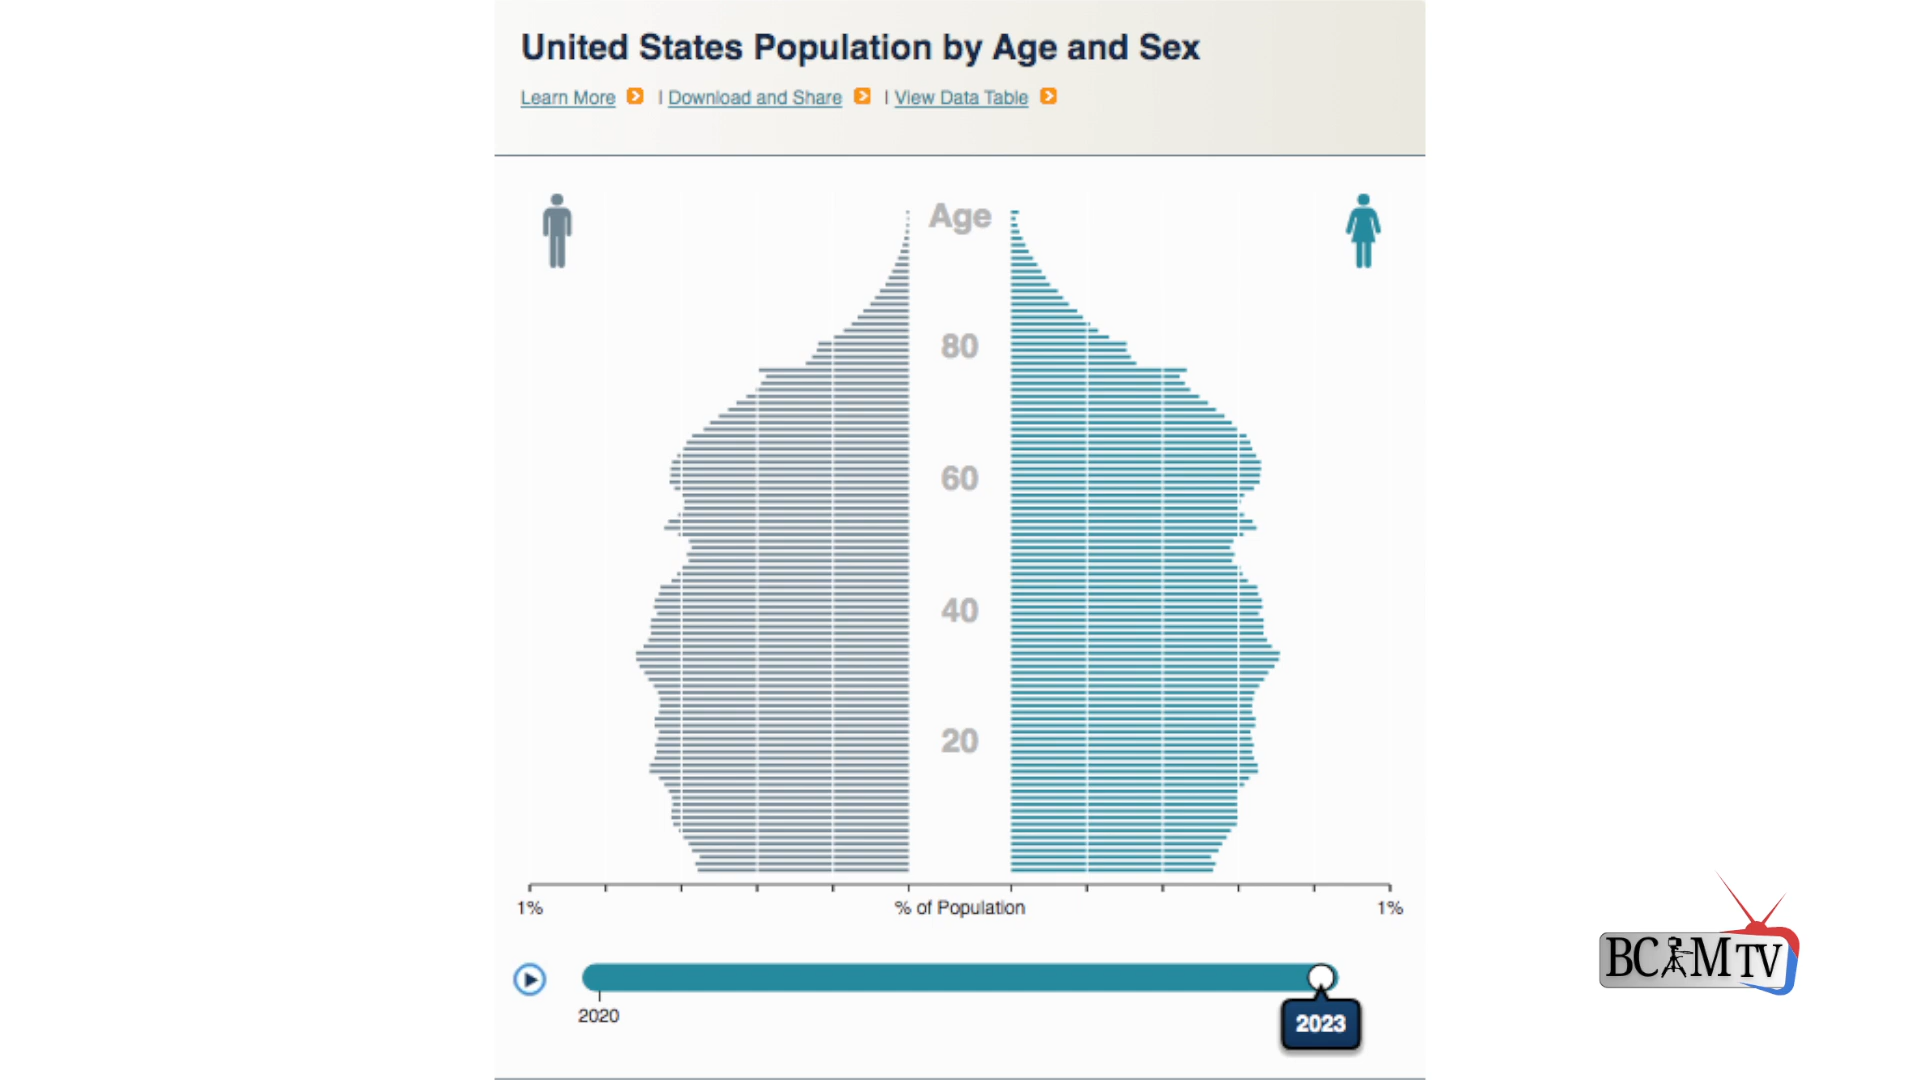 United States Population by Age and Sex
Learn More | Download and Share | View Data Table
Age
80
60
40
20
1% % of Population 1%
BCAMTV
2020
2023